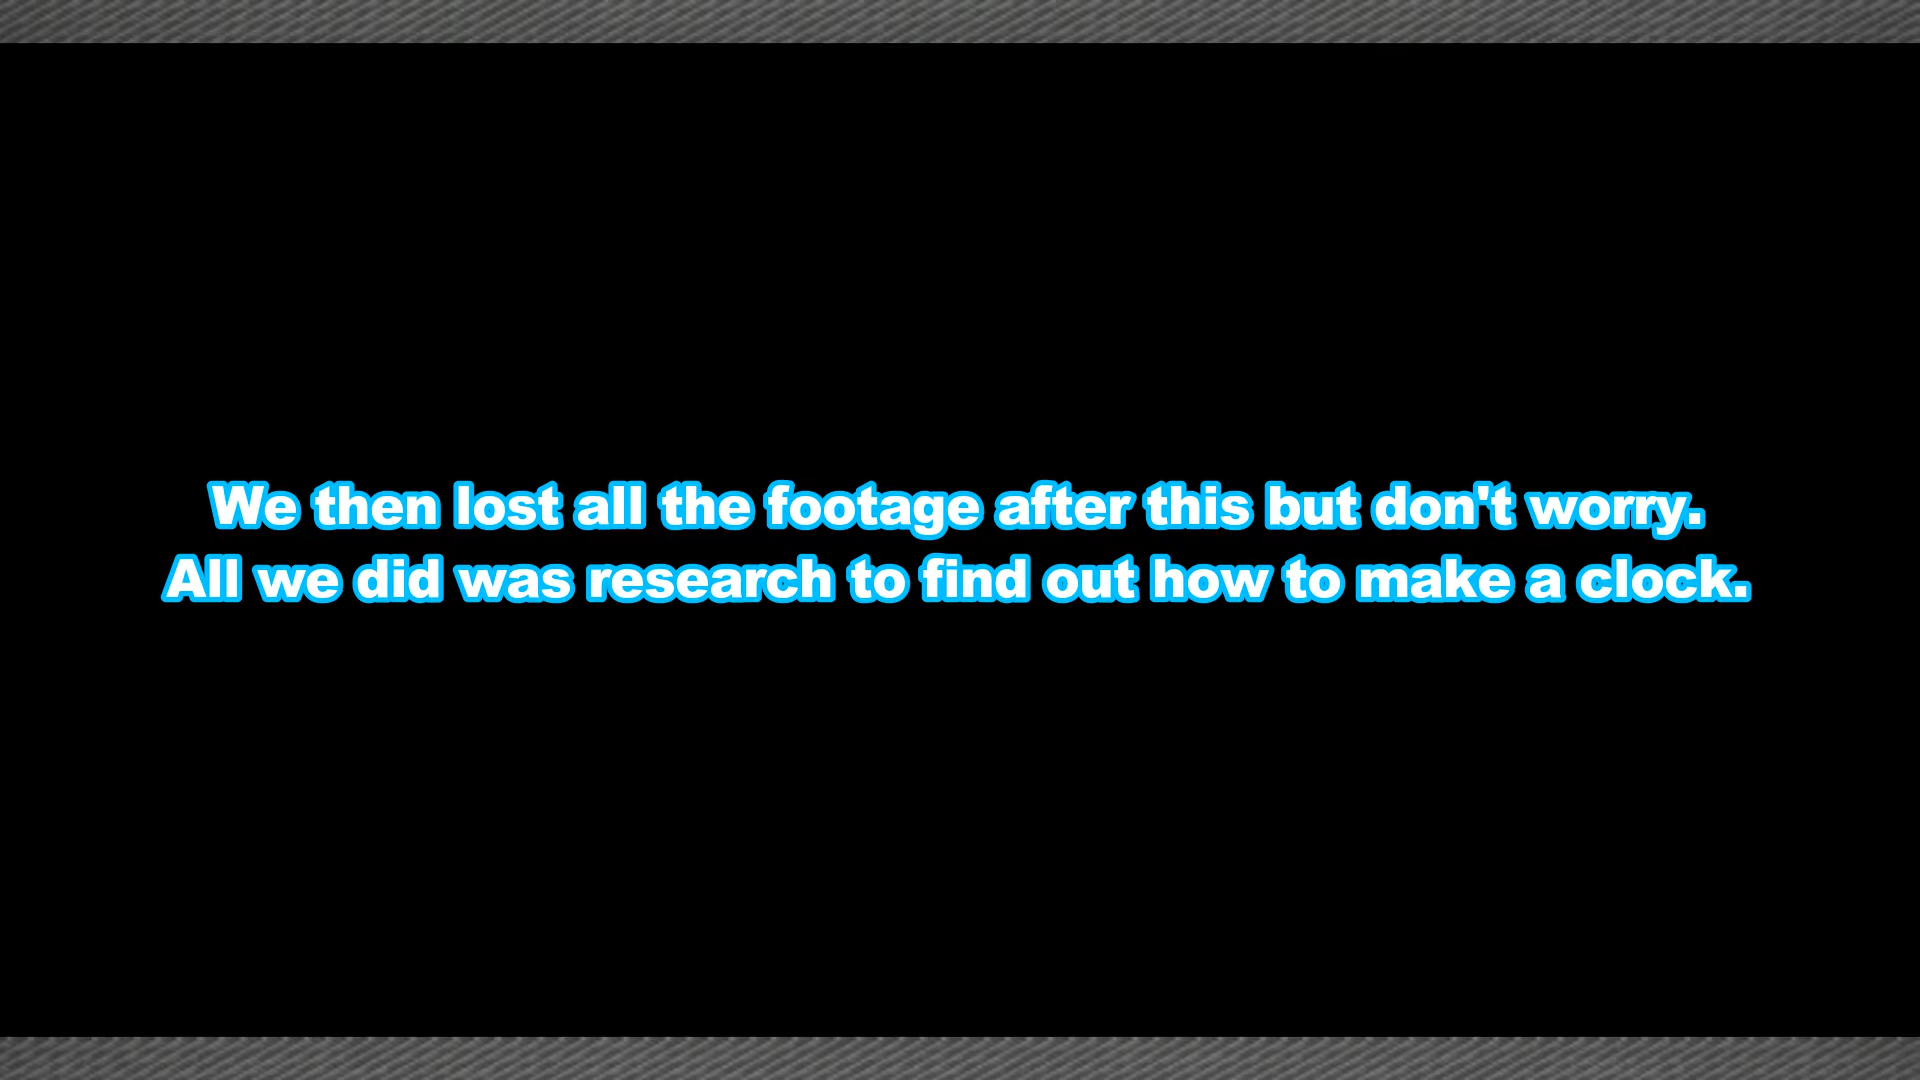 We then lost all the footage after this but don't worry.
All we did was research to find out how to make a clock.